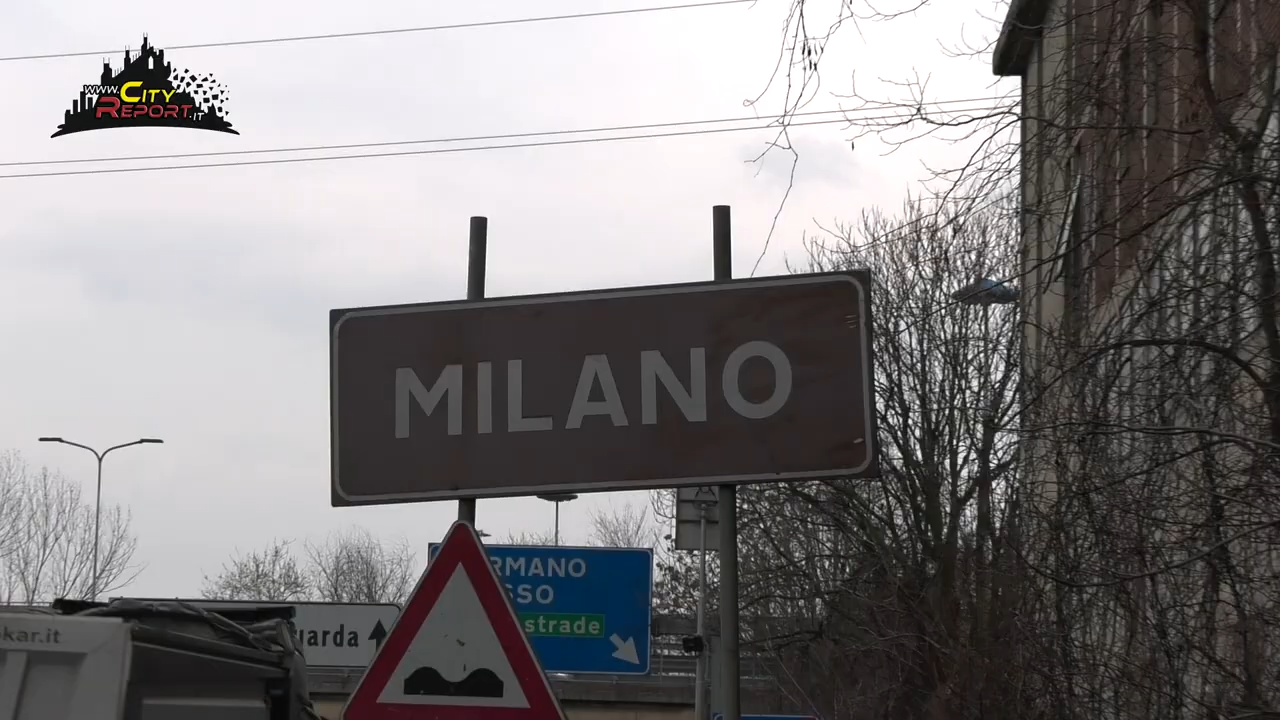 www.CITY
REPORT.IT
MILANO
RMANO
SSO
strade
uarda
kar.it